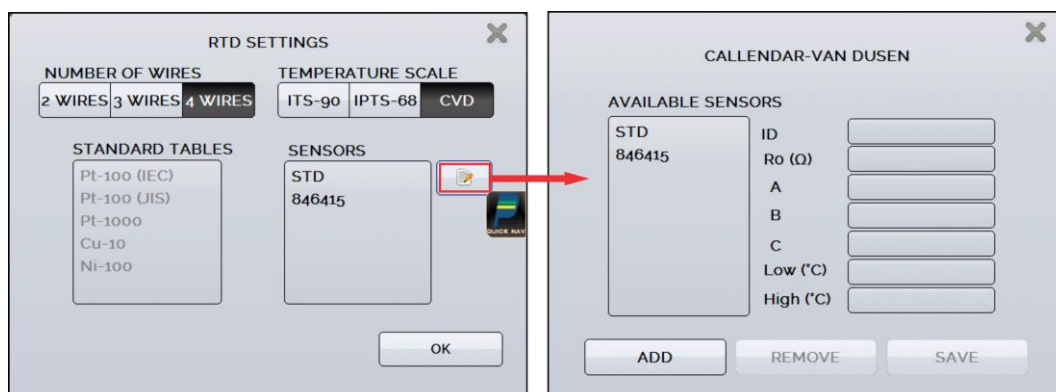 RTD SETTINGS
NUMBER OF WIRES
2 WIRES 3 WIRES 4 WIRES
TEMPERATURE SCALE
ITS-90 IPTS-68 CVD
STANDARD TABLES
Pt-100 (IEC)
Pt-100 (JIS)
Pt-1000
Cu-10
Ni-100
SENSORS
STD
846415
QUICK NAV
OK
CALLENDAR-VAN DUSEN
AVAILABLE SENSORS
STD
846415
ID
Ro (Ω)
A
B
C
Low (°C)
High (°C)
ADD REMOVE SAVE